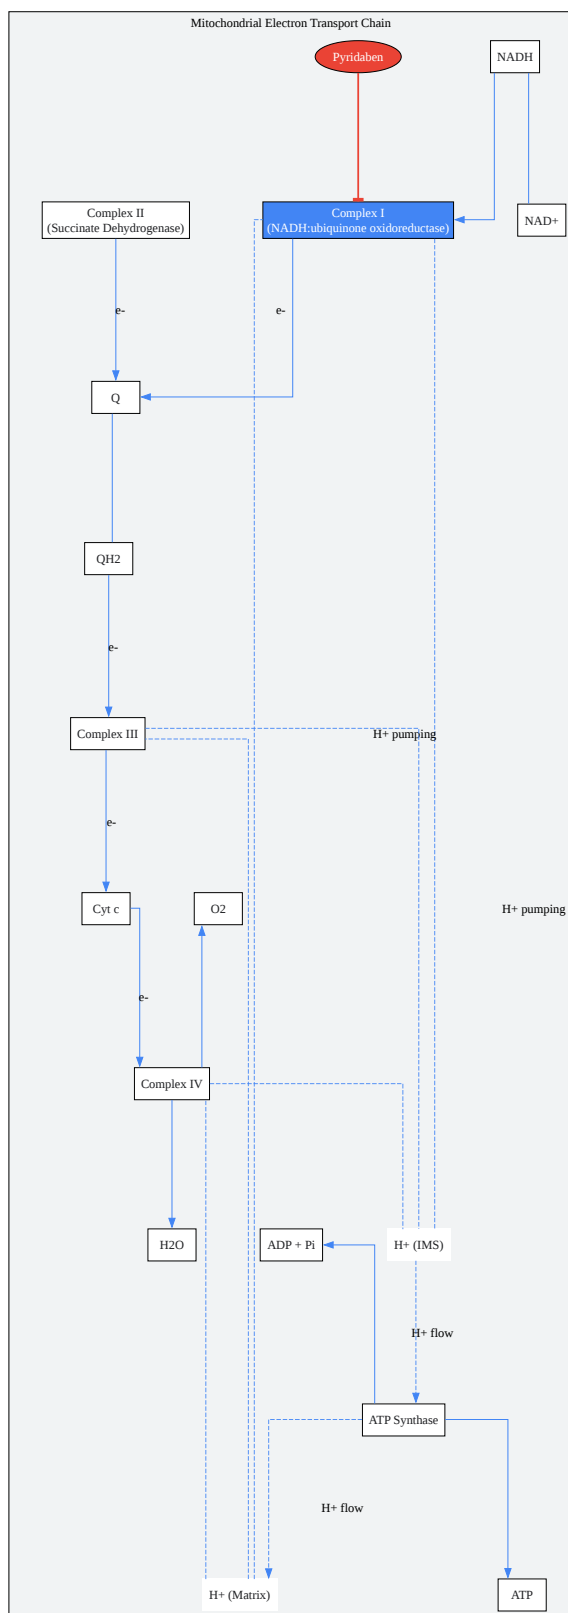 Mitochondrial Electron Transport Chain
Pyridaben
NADH
Complex II
(Succinate Dehydrogenase)
Complex I
(NADH:ubiquinone oxidoreductase)
NAD+
e-
e-
Q
QH2
e-
Complex III
H+ pumping
e-
Cyt c
O2
H+ pumping
e-
Complex IV
H2O
ADP + Pi
H+ (IMS)
H+ flow
ATP Synthase
H+ flow
H+ (Matrix)
ATP